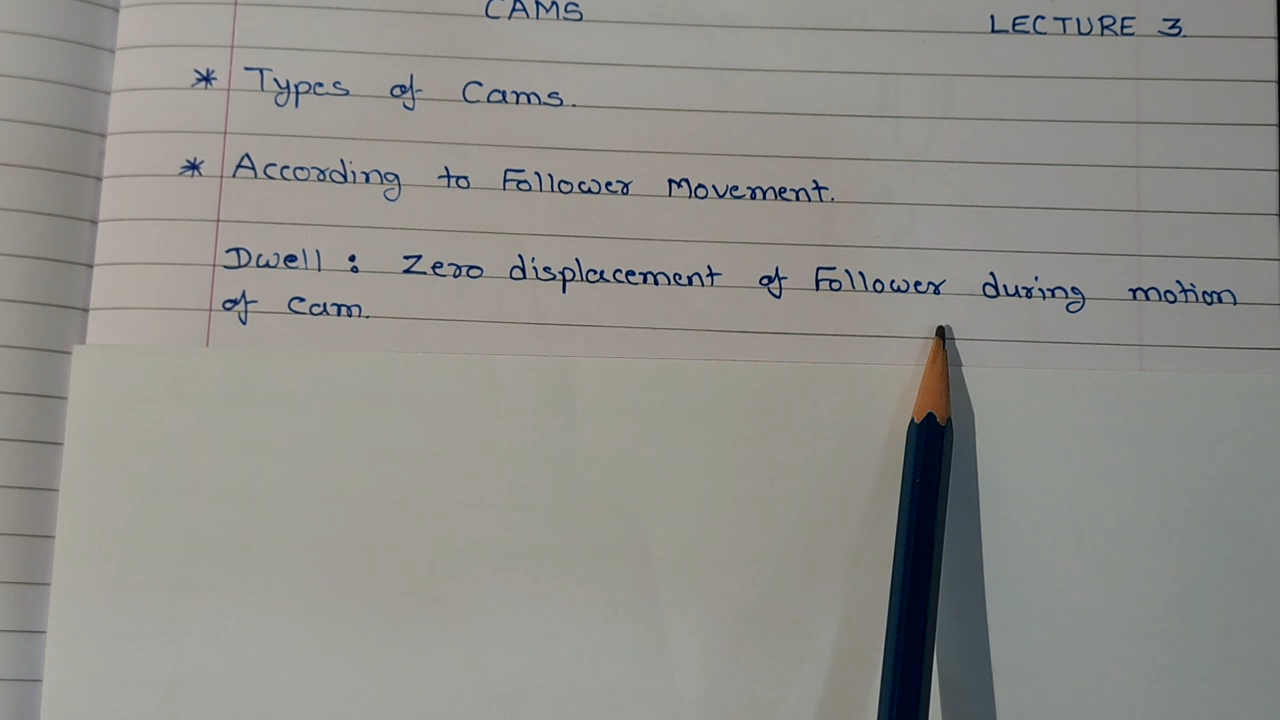 CAMS
LECTURE 3
* Types of Cams.
* According to Follower Movement.
Dwell : Zero displacement of Follower during motion
of cam.